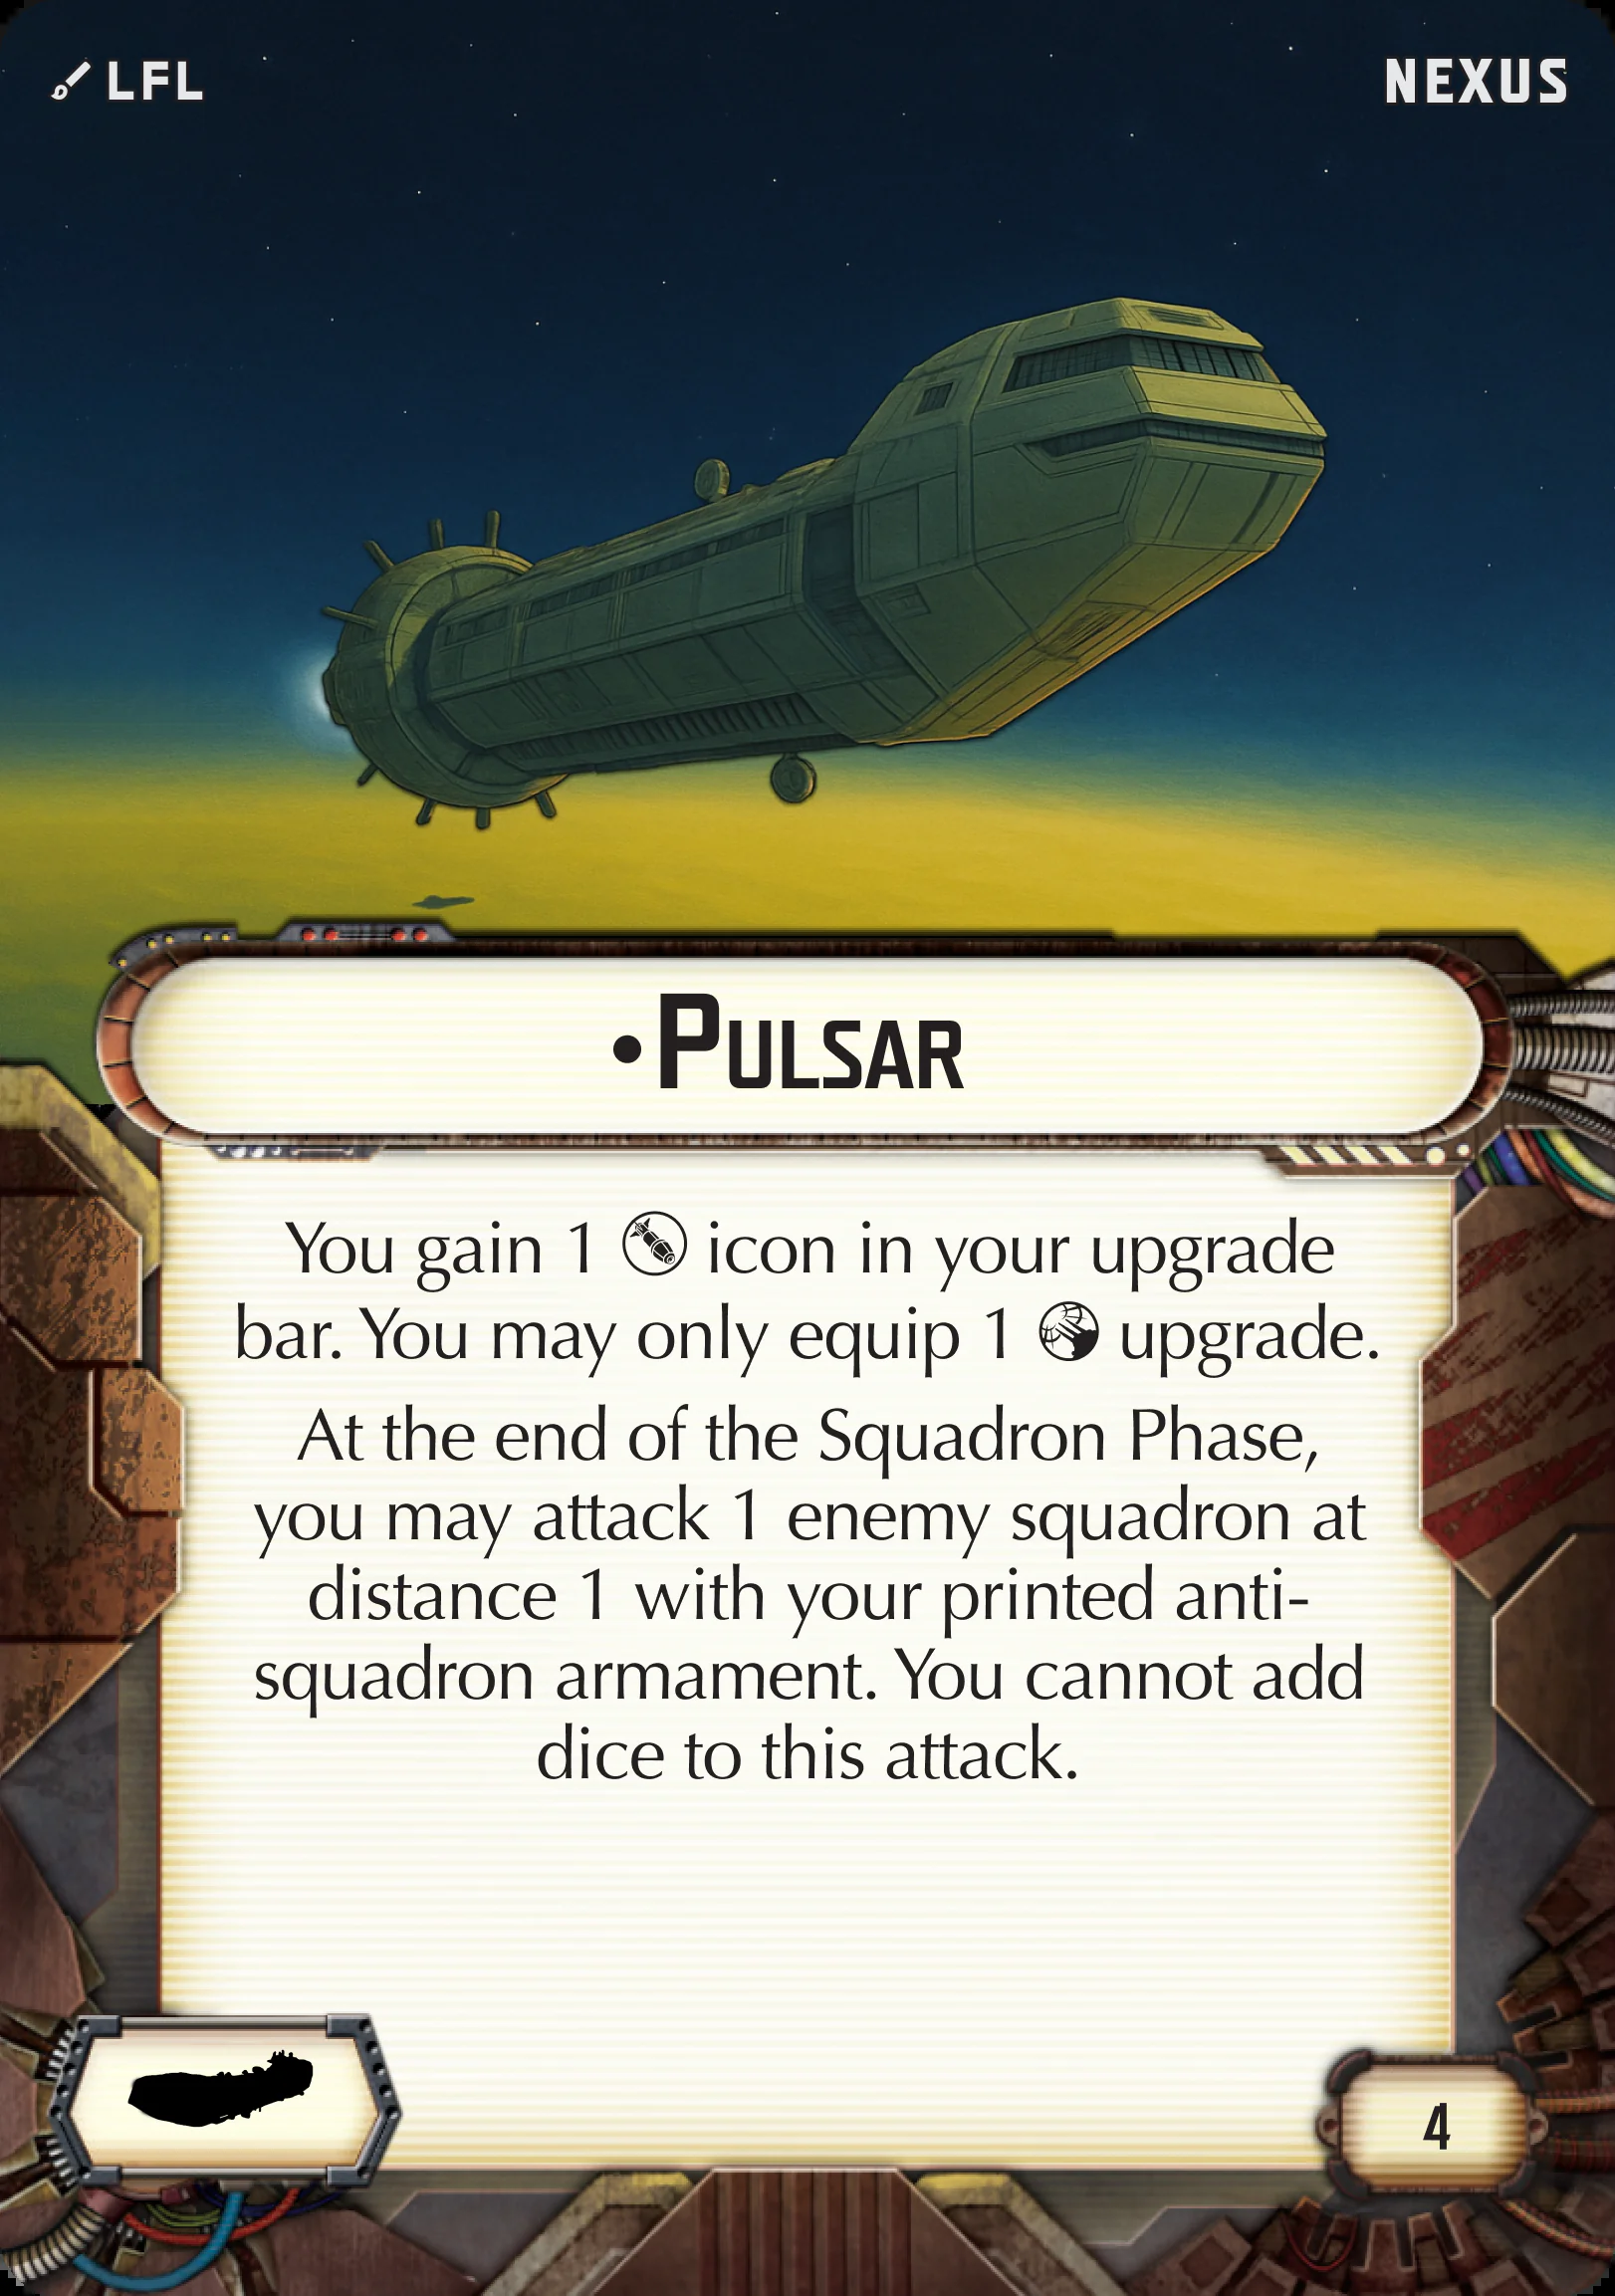 LFL
NEXUS
•PULSAR
You gain 1 icon in your upgrade
bar. You may only equip 1 upgrade.
At the end of the Squadron Phase,
you may attack 1 enemy squadron at
distance 1 with your printed anti-
squadron armament. You cannot add
dice to this attack.
4